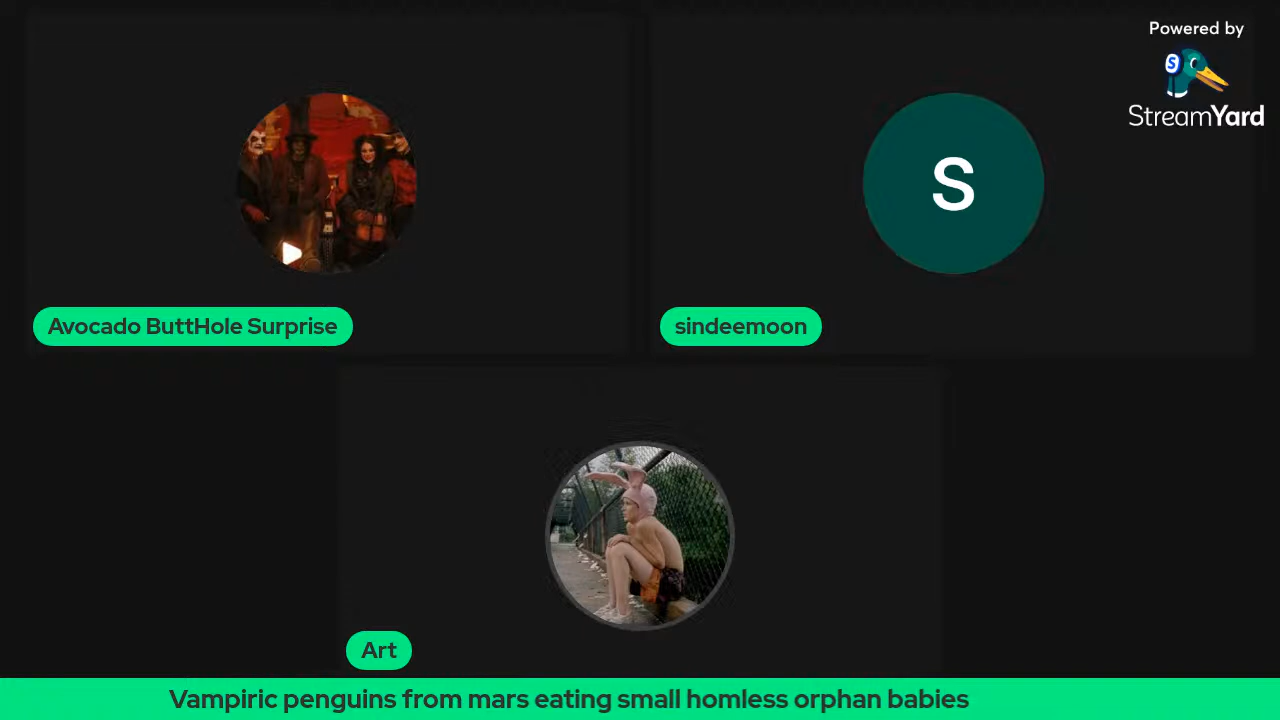 Powered by
S
StreamYard
S
Avocado ButtHole Surprise
sindeemoon
Art
Vampiric penguins from mars eating small homless orphan babies